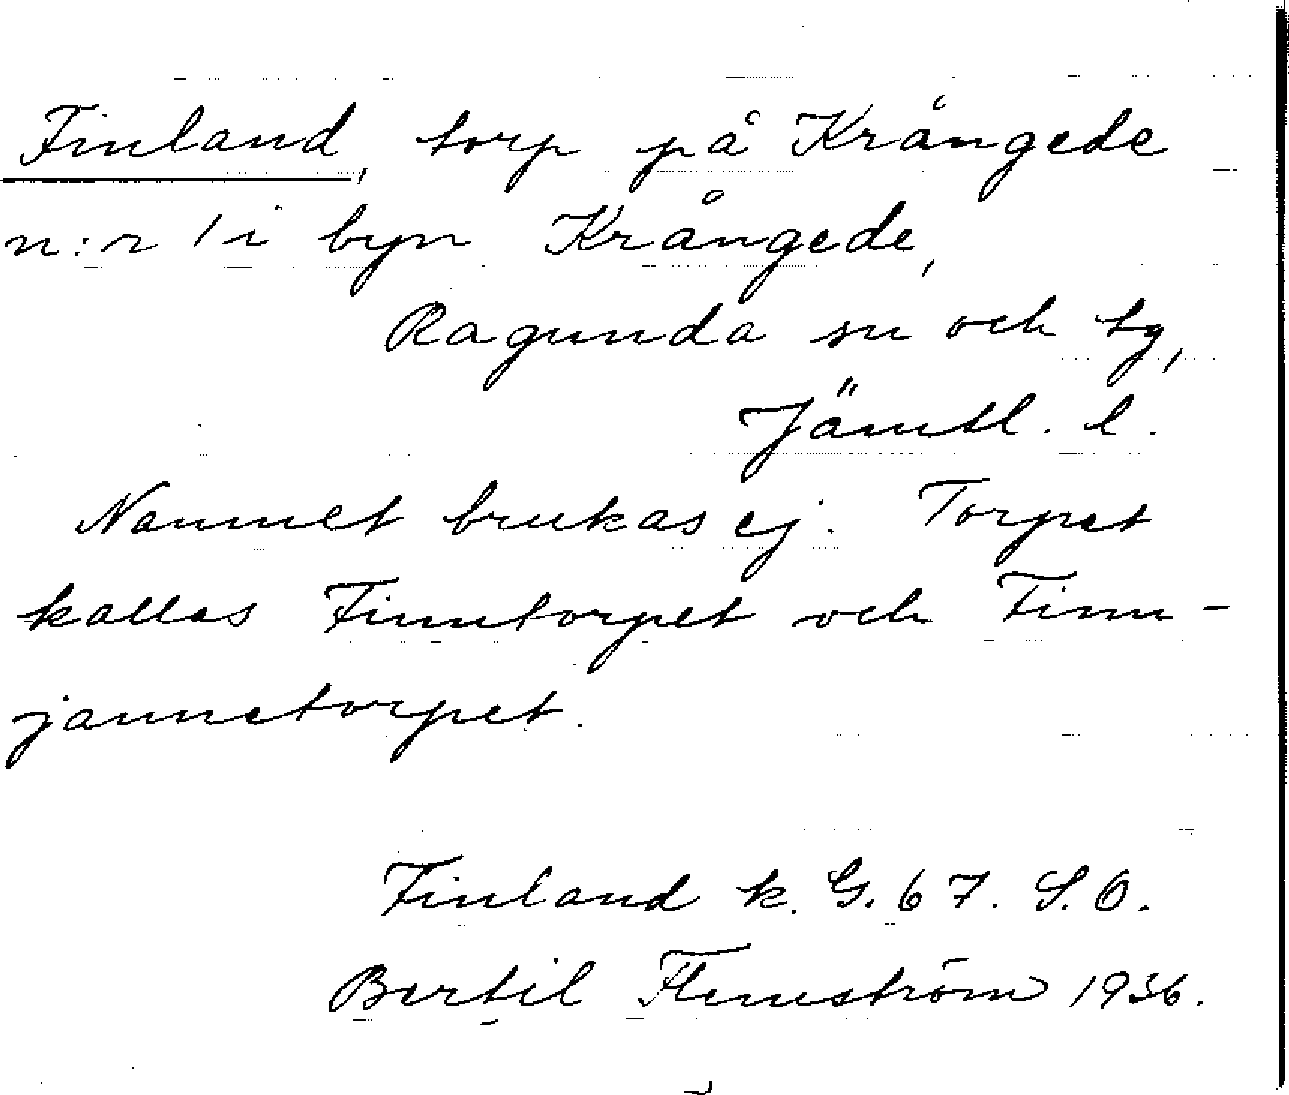 Finland, torp på Krångede
n:r 1 i byn Krångede,
Ragunda sn och tg,
Jämtl. l.
Namnet brukas ej. Torpet
kallas Finntorpet och Finn-
jannetorpet.
Finland k. G. 67. S.O.
Bertil Flemström 1936.